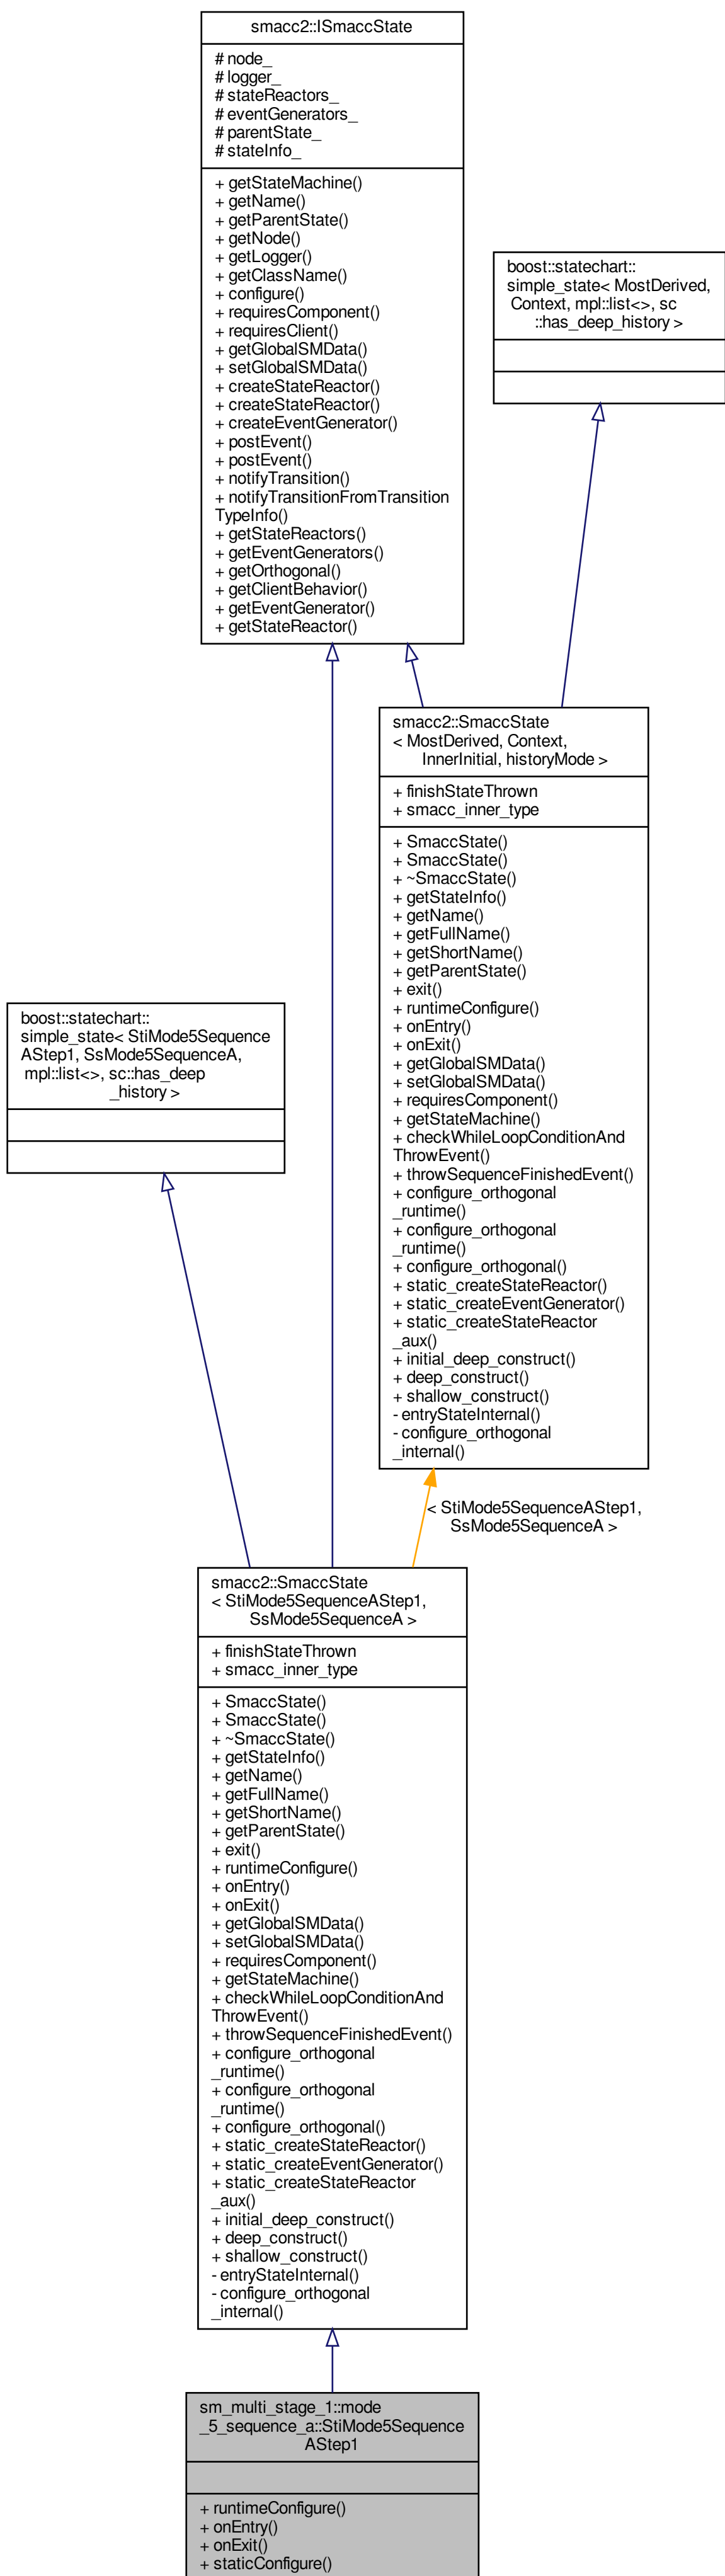 smacc2::ISmaccState
# node_
# logger_
# stateReactors_
# eventGenerators_
# parentState_
# stateInfo_
+ getStateMachine()
+ getName()
+ getParentState()
+ getNode()
+ getLogger()
+ getClassName()
+ configure()
+ requiresComponent()
+ requiresClient()
+ getGlobalSMData()
+ setGlobalSMData()
+ createStateReactor()
+ createStateReactor()
+ createEventGenerator()
+ postEvent()
+ postEvent()
+ notifyTransition()
+ notifyTransitionFromTransition
TypeInfo()
+ getStateReactors()
+ getEventGenerators()
+ getOrthogonal()
+ getClientBehavior()
+ getEventGenerator()
+ getStateReactor()
boost::statechart::
simple_state< MostDerived,
Context, mpl::list<>, sc
::has_deep_history >
smacc2::SmaccState
< MostDerived, Context,
InnerInitial, historyMode >
+ finishStateThrown
+ smacc_inner_type
+ SmaccState()
+ SmaccState()
+ ~SmaccState()
+ getStateInfo()
+ getName()
+ getFullName()
+ getShortName()
+ getParentState()
+ exit()
+ runtimeConfigure()
+ onEntry()
+ onExit()
+ getGlobalSMData()
+ setGlobalSMData()
+ requiresComponent()
+ getStateMachine()
+ checkWhileLoopConditionAnd
ThrowEvent()
+ throwSequenceFinishedEvent()
+ configure_orthogonal
_runtime()
+ configure_orthogonal
_runtime()
+ configure_orthogonal()
+ static_createStateReactor()
+ static_createEventGenerator()
+ static_createStateReactor
_aux()
+ initial_deep_construct()
+ deep_construct()
+ shallow_construct()
- entryStateInternal()
- configure_orthogonal
_internal()
boost::statechart::
simple_state< StiMode5Sequence
AStep1, SsMode5SequenceA,
mpl::list<>, sc::has_deep
_history >
< StiMode5SequenceAStep1,
SsMode5SequenceA >
smacc2::SmaccState
< StiMode5SequenceAStep1,
SsMode5SequenceA >
+ finishStateThrown
+ smacc_inner_type
+ SmaccState()
+ SmaccState()
+ ~SmaccState()
+ getStateInfo()
+ getName()
+ getFullName()
+ getShortName()
+ getParentState()
+ exit()
+ runtimeConfigure()
+ onEntry()
+ onExit()
+ getGlobalSMData()
+ setGlobalSMData()
+ requiresComponent()
+ getStateMachine()
+ checkWhileLoopConditionAnd
ThrowEvent()
+ throwSequenceFinishedEvent()
+ configure_orthogonal
_runtime()
+ configure_orthogonal
_runtime()
+ configure_orthogonal()
+ static_createStateReactor()
+ static_createEventGenerator()
+ static_createStateReactor
_aux()
+ initial_deep_construct()
+ deep_construct()
+ shallow_construct()
- entryStateInternal()
- configure_orthogonal
_internal()
sm_multi_stage_1::mode
_5_sequence_a::StiMode5Sequence
AStep1
+ runtimeConfigure()
+ onEntry()
+ onExit()
+ staticConfigure()